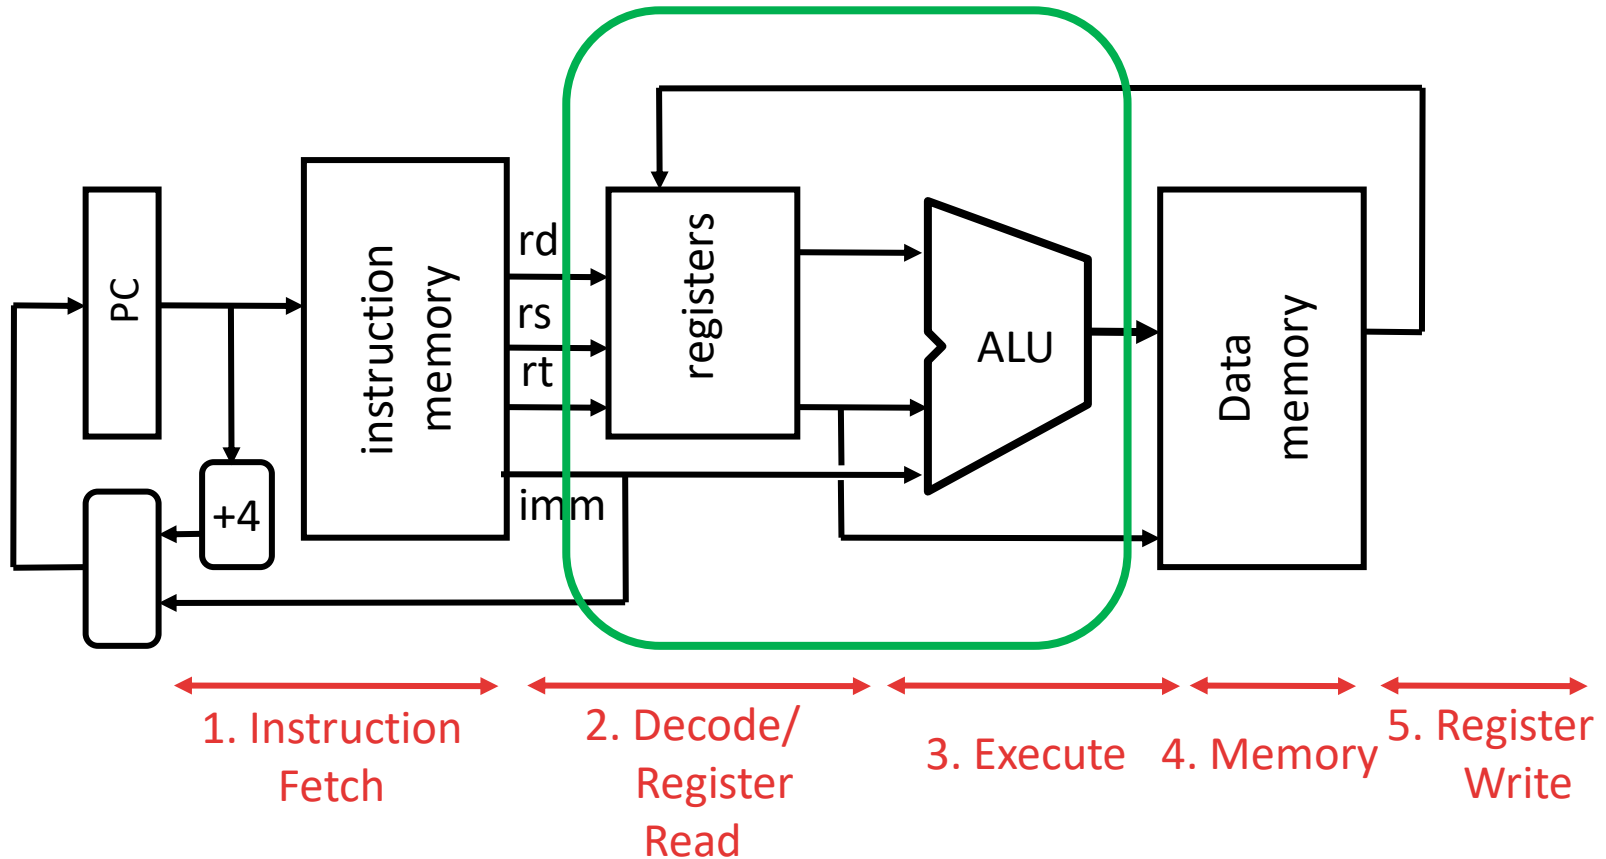 PC
+4
instruction
memory
rd
rs
rt
imm
registers
ALU
Data
memory
1. Instruction
Fetch
2. Decode/
Register
Read
3. Execute
4. Memory
5. Register
Write